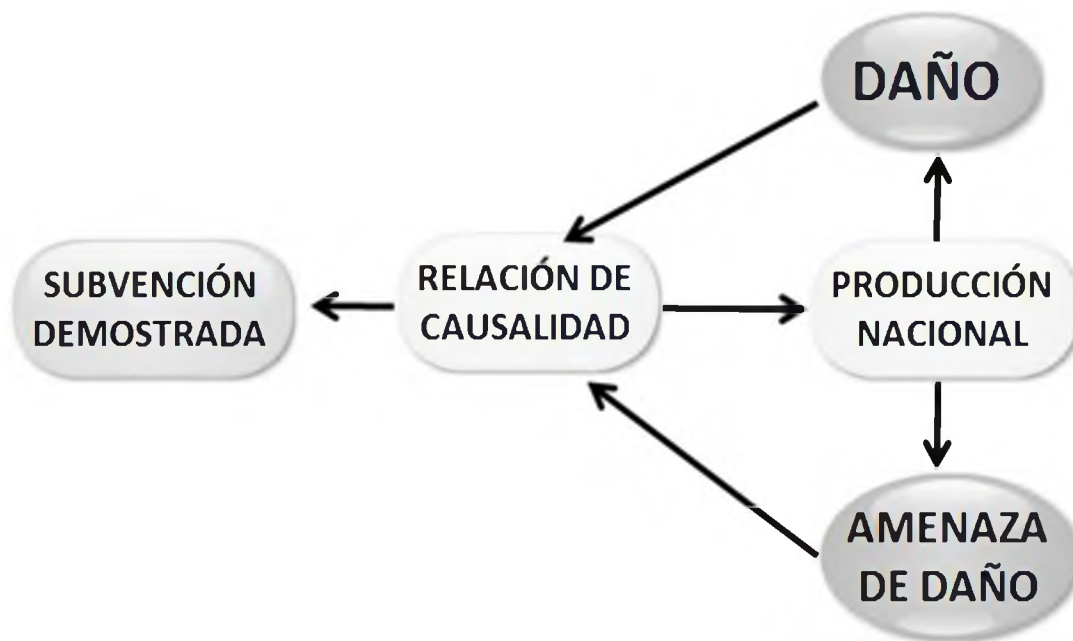 DAÑO
SUBVENCIÓN
DEMOSTRADA
RELACIÓN DE
CAUSALIDAD
PRODUCCIÓN
NACIONAL
AMENAZA
DE DAÑO